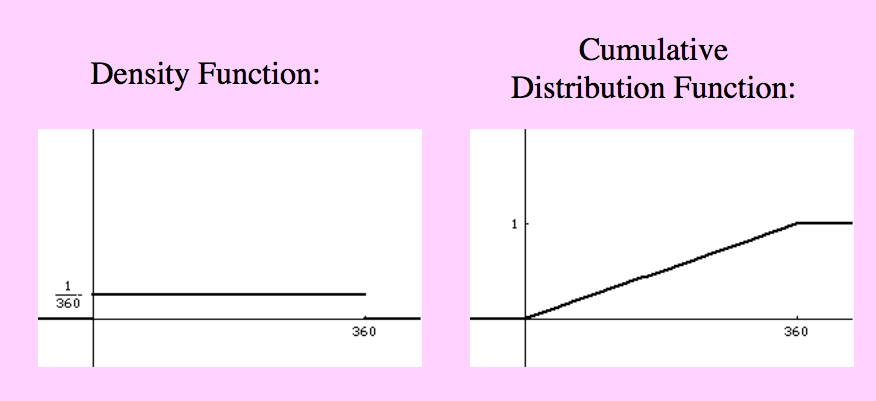 Density Function:
Cumulative
Distribution Function:
1
360
360
1
360